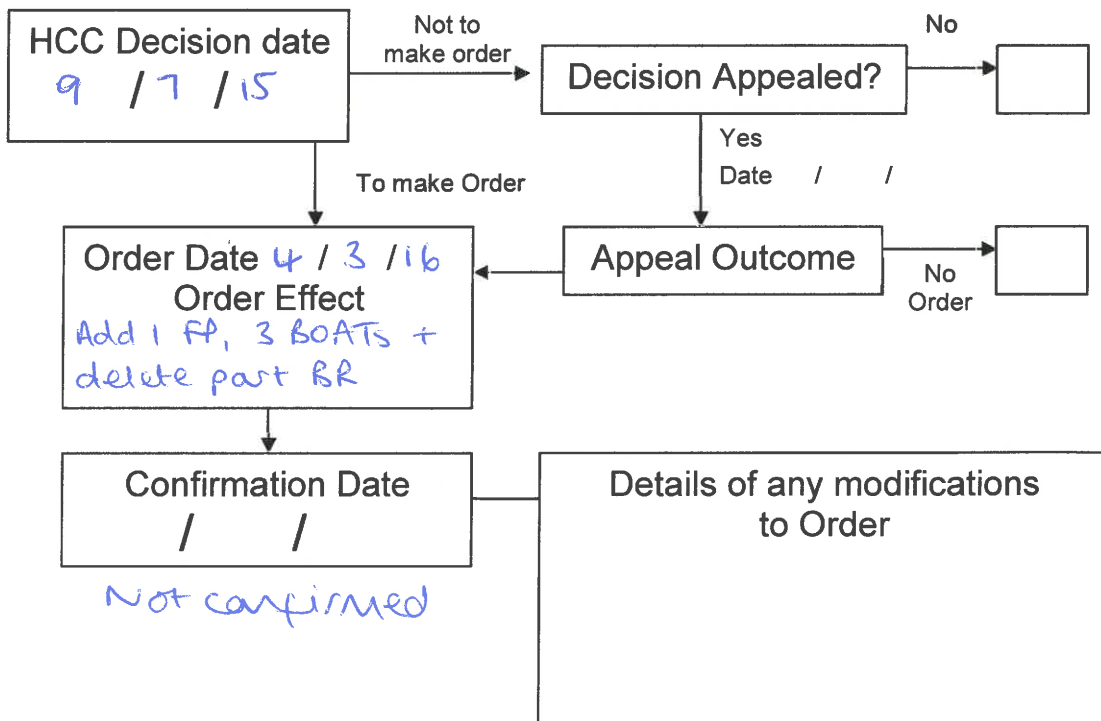 HCC Decision date
9 / 7 / 15
Not to
make order
Decision Appealed?
No
Yes
Date / /
To make Order
Order Date 4 / 3 / 16
Order Effect
Add 1 FP, 3 BOATs +
delete part BR
Appeal Outcome
No
Order
Confirmation Date
/ /
Not confirmed
Details of any modifications
to Order